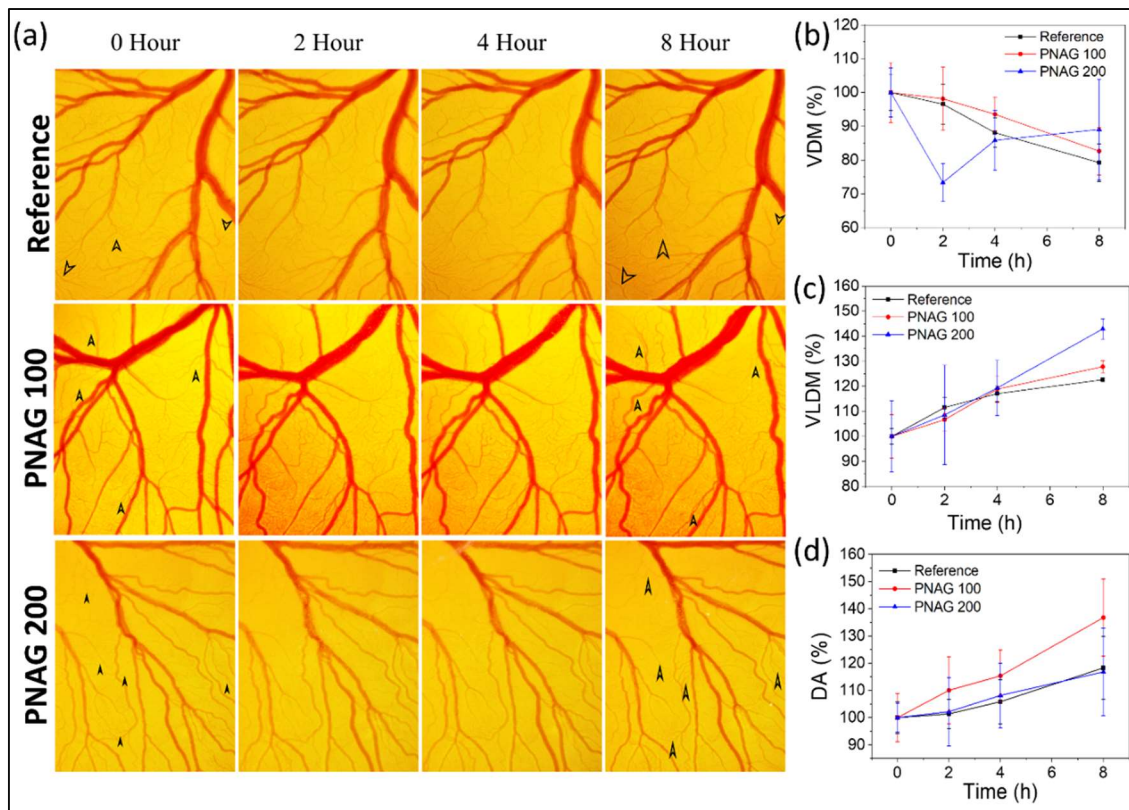 (a)
0 Hour 2 Hour 4 Hour 8 Hour
Reference
PNAG 100
PNAG 200
(b)
VDM (%)
120
110
100
90
80
70
60
Reference
PNAG 100
PNAG 200
0 2 4 6 8
Time (h)
(c)
VLDM (%)
160
150
140
130
120
110
100
90
80
Reference
PNAG 100
PNAG 200
0 2 4 6 8
Time (h)
(d)
DA (%)
160
150
140
130
120
110
100
90
Reference
PNAG 100
PNAG 200
0 2 4 6 8
Time (h)